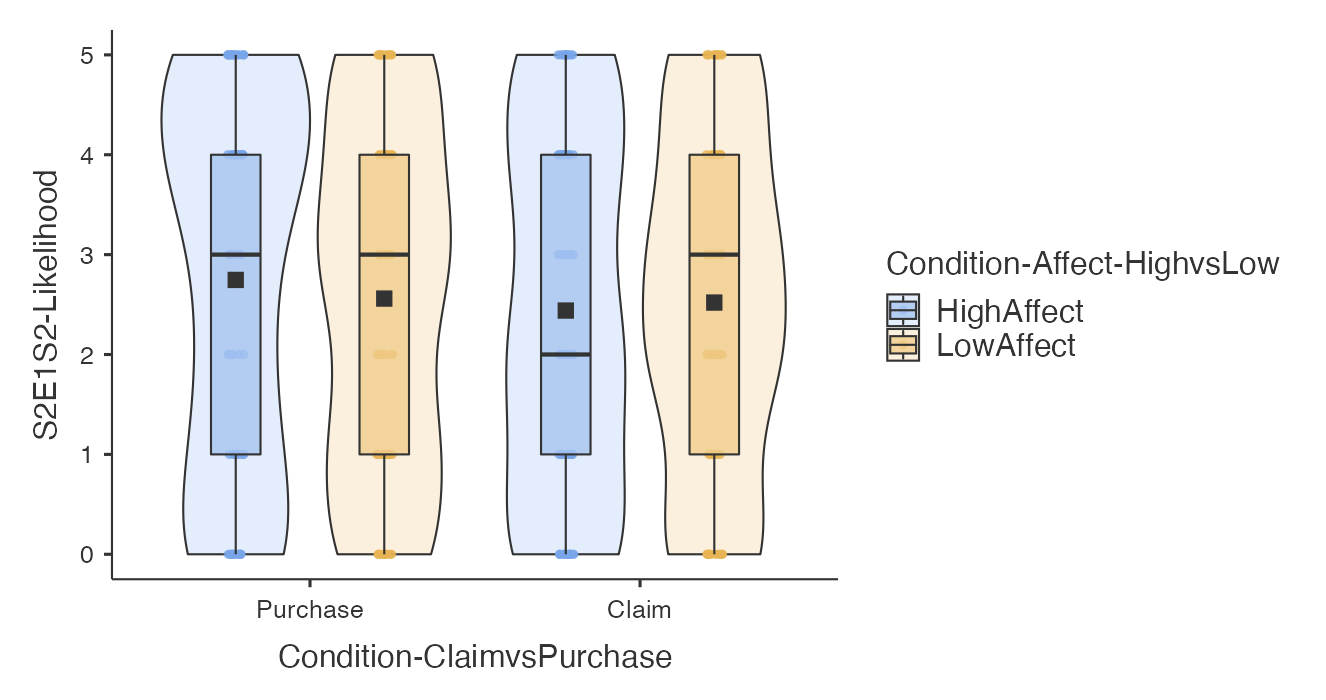 S2E1S2-Likelihood
5
4
3
2
1
0
Purchase
Claim
Condition-ClaimvsPurchase
Condition-Affect-HighvsLow
HighAffect
LowAffect